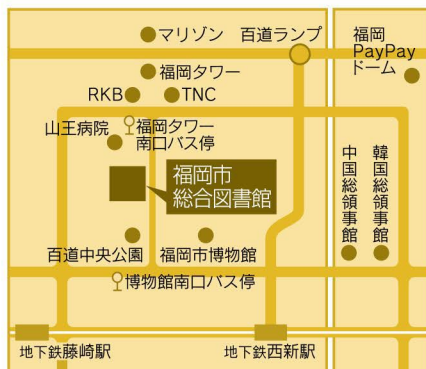 マリゾン
百道ランプ
福岡
PayPay
ドーム
福岡タワー
RKB
TNC
山王病院
福岡タワー
南口バス停
福岡市
総合図書館
中国総領事館
韓国総領事館
百道中央公園
福岡市博物館
博物館南口バス停
地下鉄藤崎駅
地下鉄西新駅